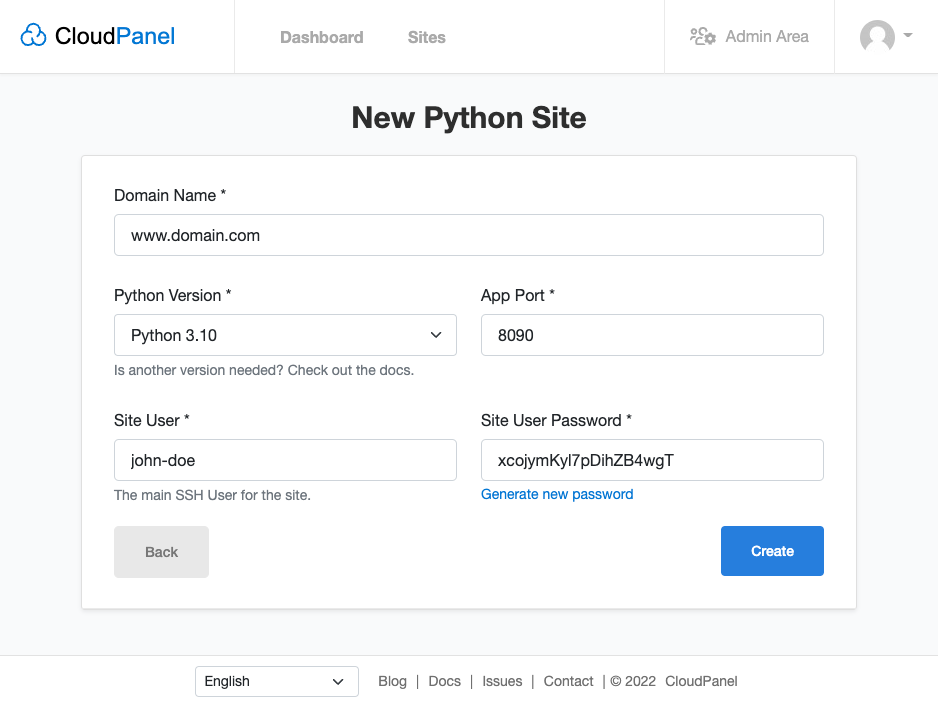 CloudPanel Dashboard Sites Admin Area
New Python Site
Domain Name *
www.domain.com
Python Version * App Port *
Python 3.10 8090
Is another version needed? Check out the docs.
Site User * Site User Password *
john-doe xcojymKyl7pDihZB4wgT
The main SSH User for the site. Generate new password
Back Create
English Blog | Docs | Issues | Contact | © 2022 CloudPanel